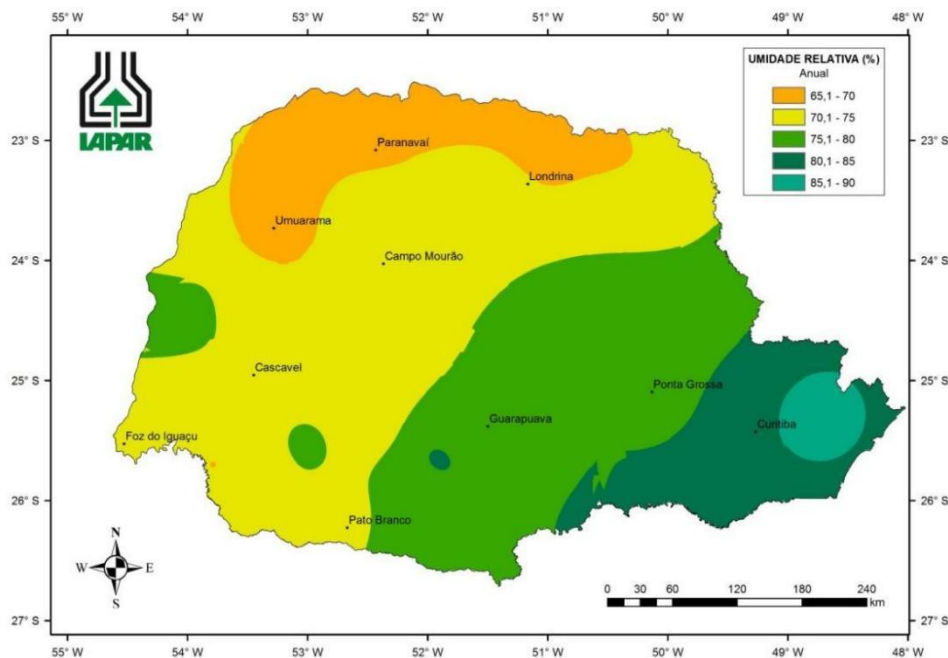 55° W 54° W 53° W 52° W 51° W 50° W 49° W 48° W
IAPAR
UMIDADE RELATIVA (%)
Anual
65,1 - 70
70,1 - 75
75,1 - 80
80,1 - 85
85,1 - 90
23° S
23° S
Paranavaí
Londrina
Umuarama
24° S
24° S
Campo Mourão
Cascavel
25° S
25° S
Ponta Grossa
Guarapuava
Curitiba
Foz do Iguaçu
26° S
26° S
Pato Branco
N
W E
S
0 30 60 120 180 240
km
27° S
27° S
55° W 54° W 53° W 52° W 51° W 50° W 49° W 48° W